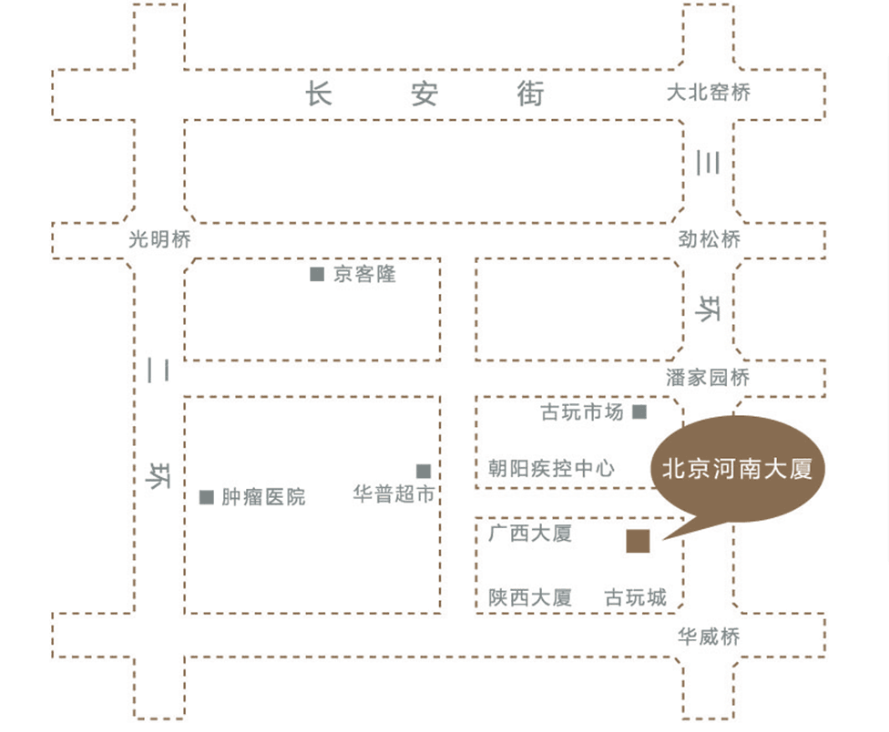 长安街
大北窑桥
三环
光明桥
劲松桥
京客隆
二环
潘家园桥
古玩市场
朝阳疾控中心
北京河南大厦
肿瘤医院
华普超市
广西大厦
陕西大厦
古玩城
华威桥